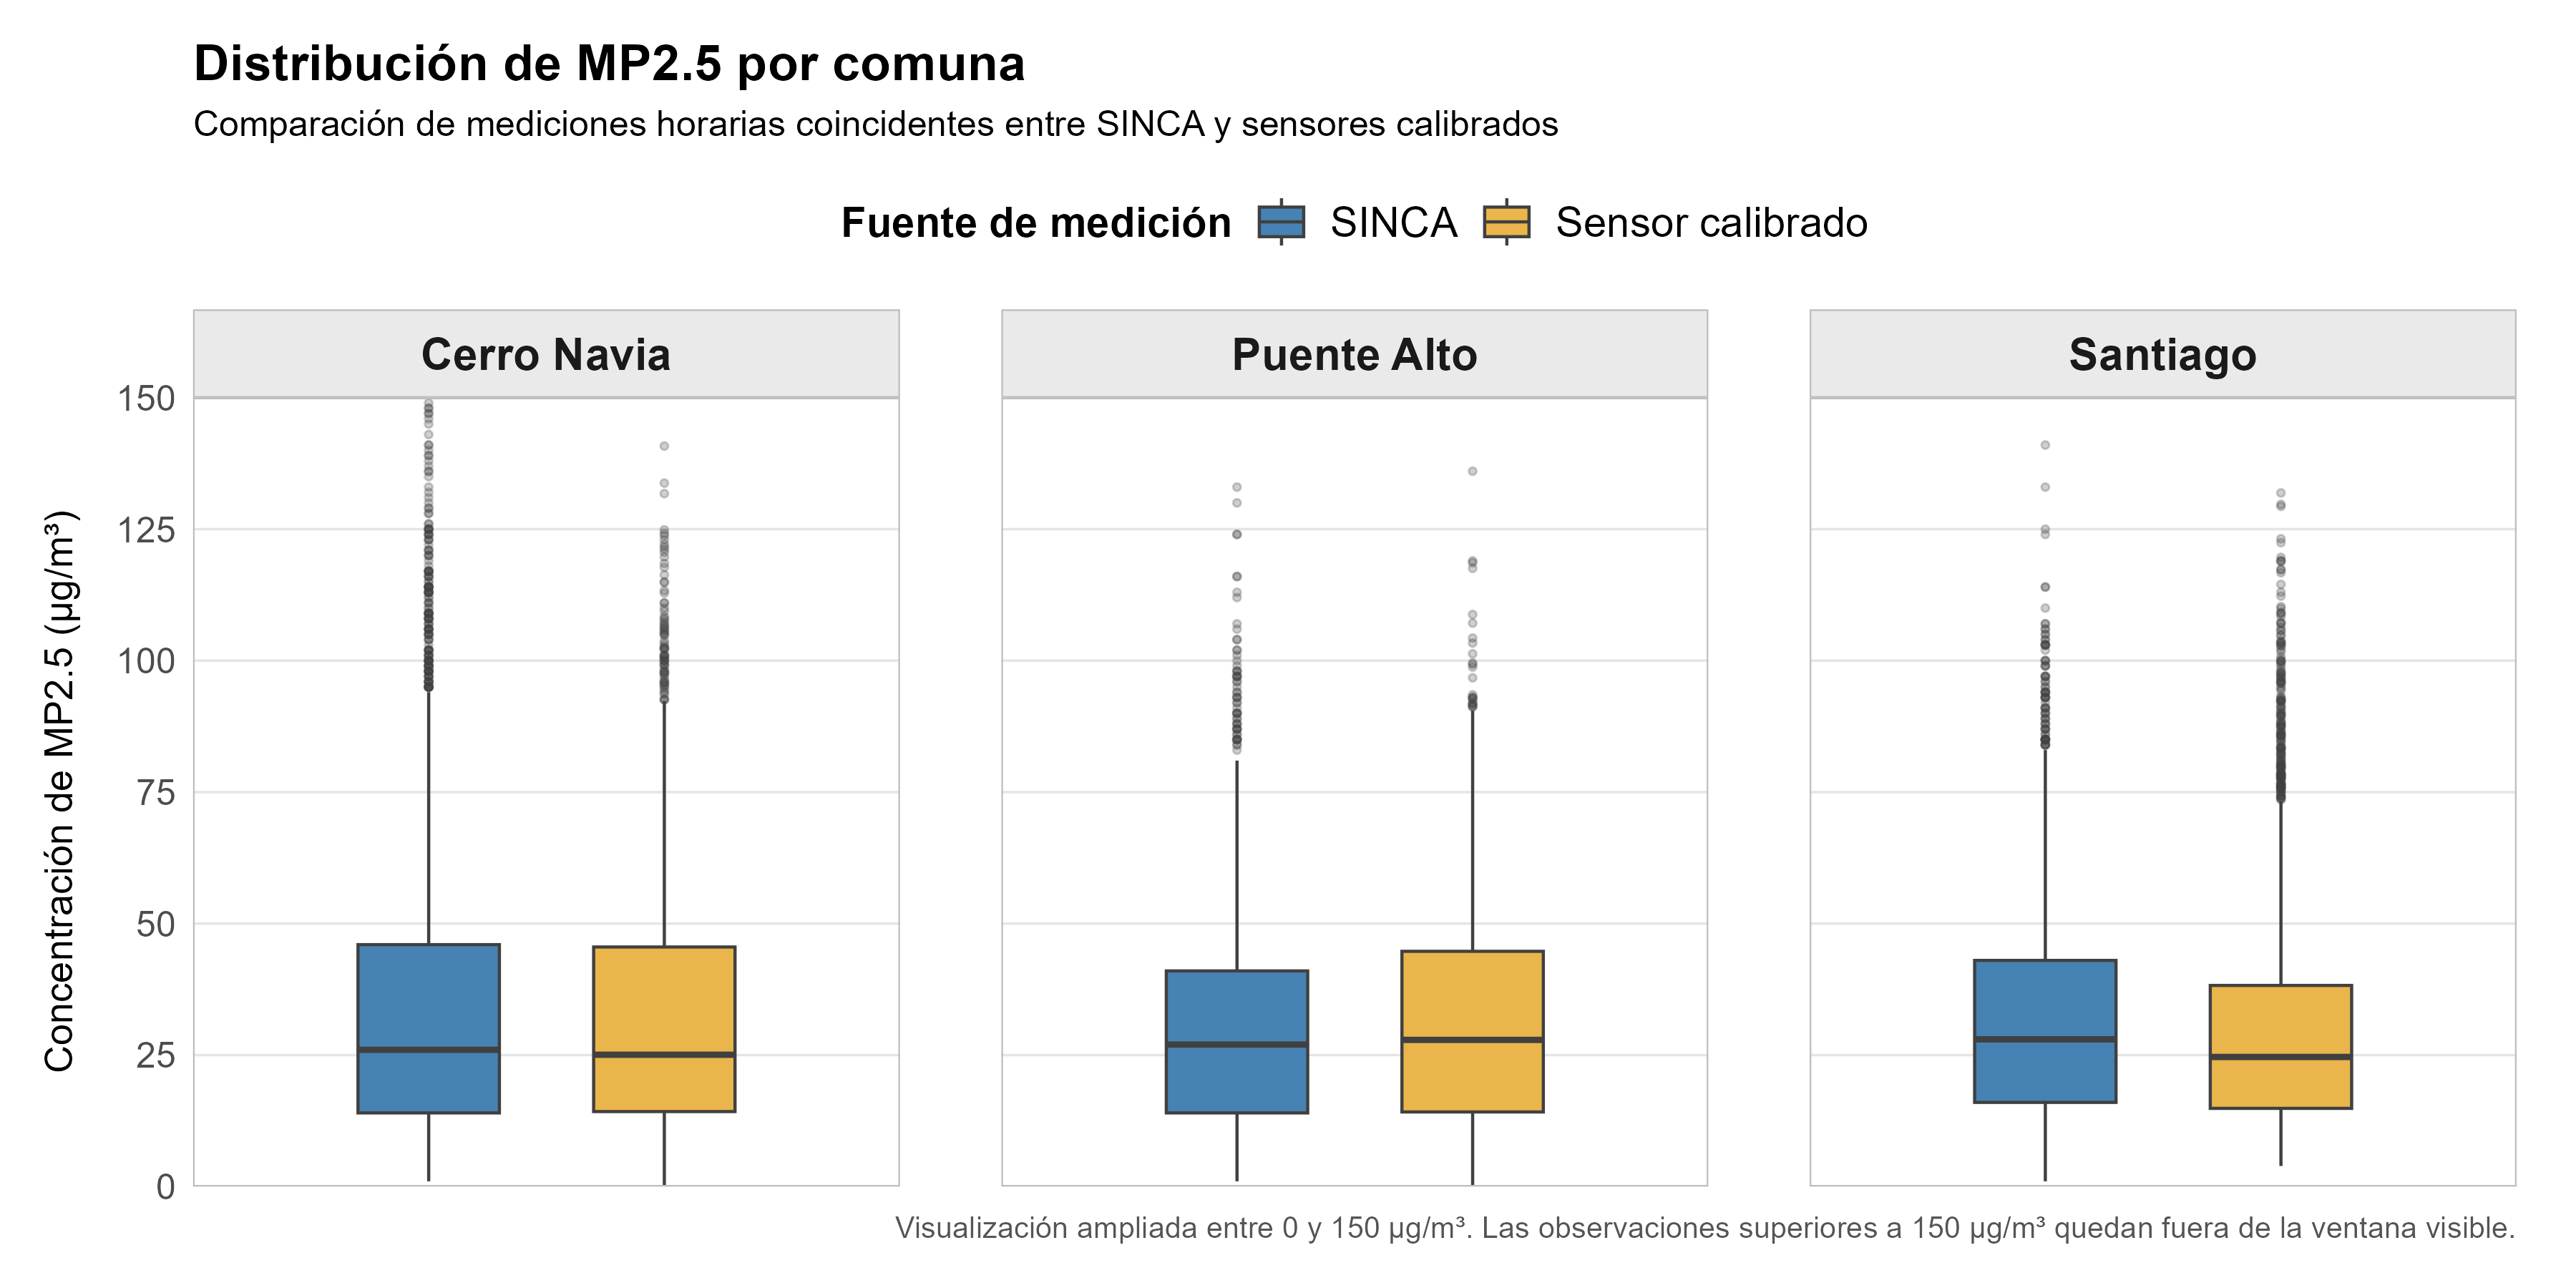 Distribución de MP2.5 por comuna
Comparación de mediciones horarias coincidentes entre SINCA y sensores calibrados
Fuente de medición SINCA Sensor calibrado
Cerro Navia Puente Alto Santiago
Concentración de MP2.5 (µg/m³)
150
125
100
75
50
25
0
Visualización ampliada entre 0 y 150 µg/m³. Las observaciones superiores a 150 µg/m³ quedan fuera de la ventana visible.